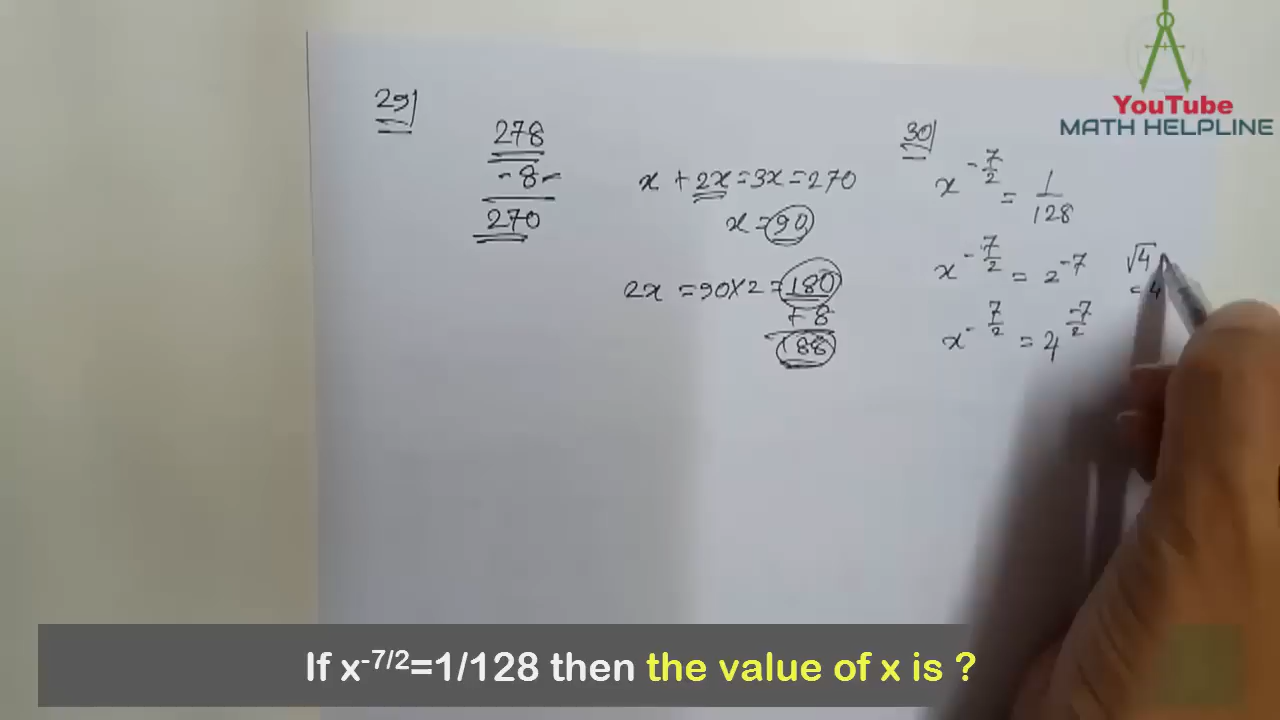 YouTube
MATH HELPLINE
29)
278
- 8 -
270
x + 2x = 3x = 270
x = 90
2x = 90 × 2 = 180
+ 8
188
30)
x^-7/2 = 1/128
x^-7/2 = 2^-7
√4
= 4
x^-7/2 = 4^-7/2
If x^-7/2=1/128 then the value of x is ?